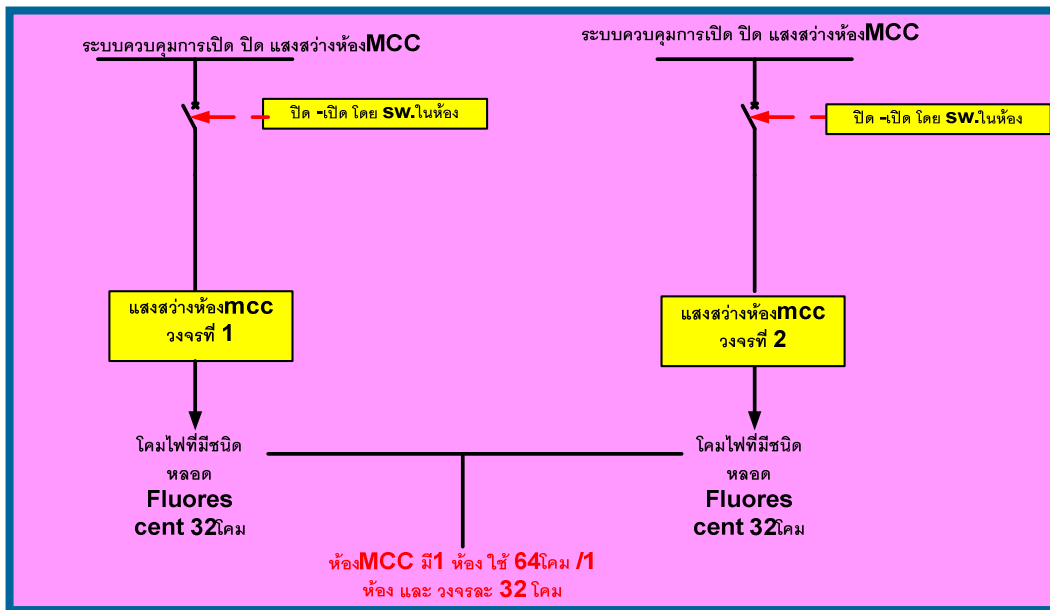 ระบบควบคุมการเปิด ปิด แสงสว่างห้องMCC
ปิด -เปิด โดย sw.ในห้อง
แสงสว่างห้องmcc
วงจรที่ 1
โคมไฟที่มีชนิด
หลอด
Fluores
cent 32โคม
ระบบควบคุมการเปิด ปิด แสงสว่างห้องMCC
ปิด -เปิด โดย sw.ในห้อง
แสงสว่างห้องmcc
วงจรที่ 2
โคมไฟที่มีชนิด
หลอด
Fluores
cent 32โคม
ห้องMCC มี1 ห้อง ใช้ 64โคม /1
ห้อง และ วงจรละ 32 โคม